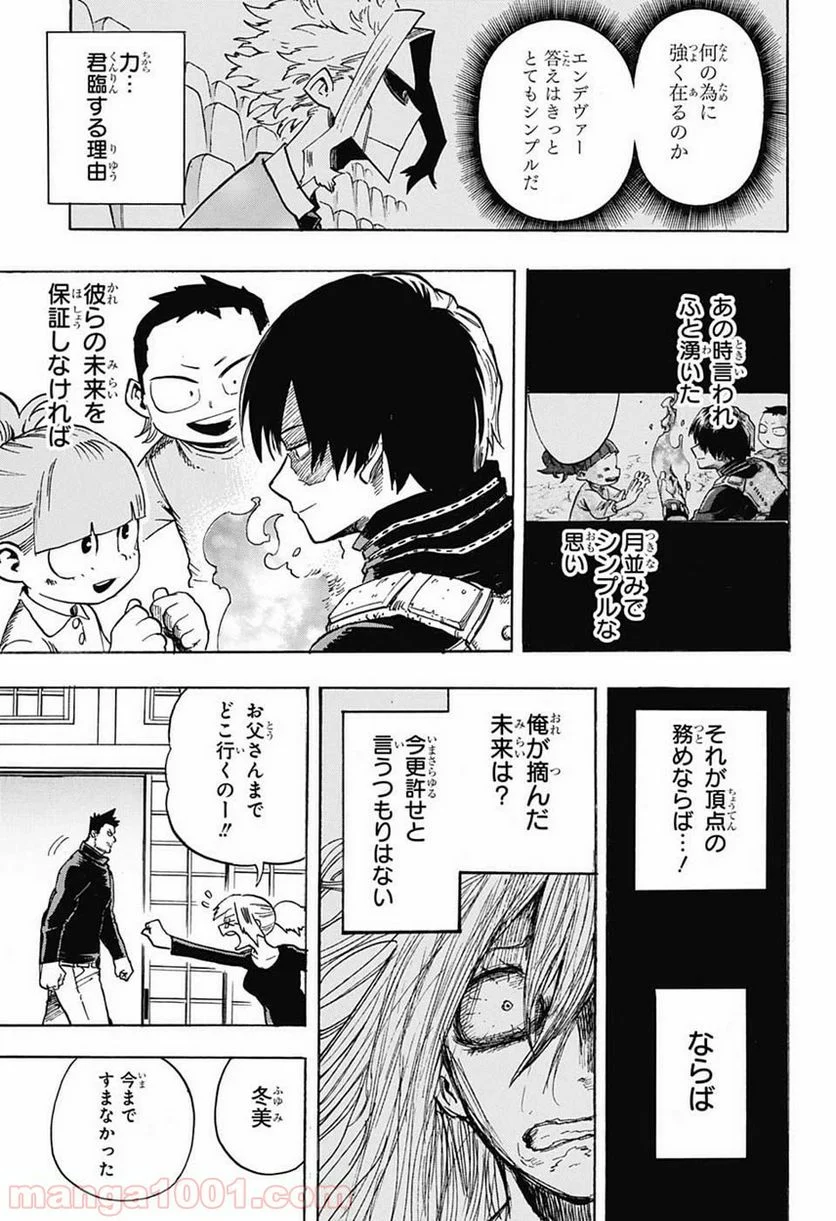 何の為に
強く在るのか
エンデヴァー
答えはきっと
とてもシンプルだ
力…
君臨する理由
あの時言われ
ふと湧いた
月並みで
シンプルな
思い
彼らの未来を
保証しなければ
それが頂点の
務めならば…!
ならば
俺が摘んだ
未来は?
今更許せと
言うつもりはない
お父さんまで
どこ行くのー!!
冬美
今まで
すまなかった
manga1001.com